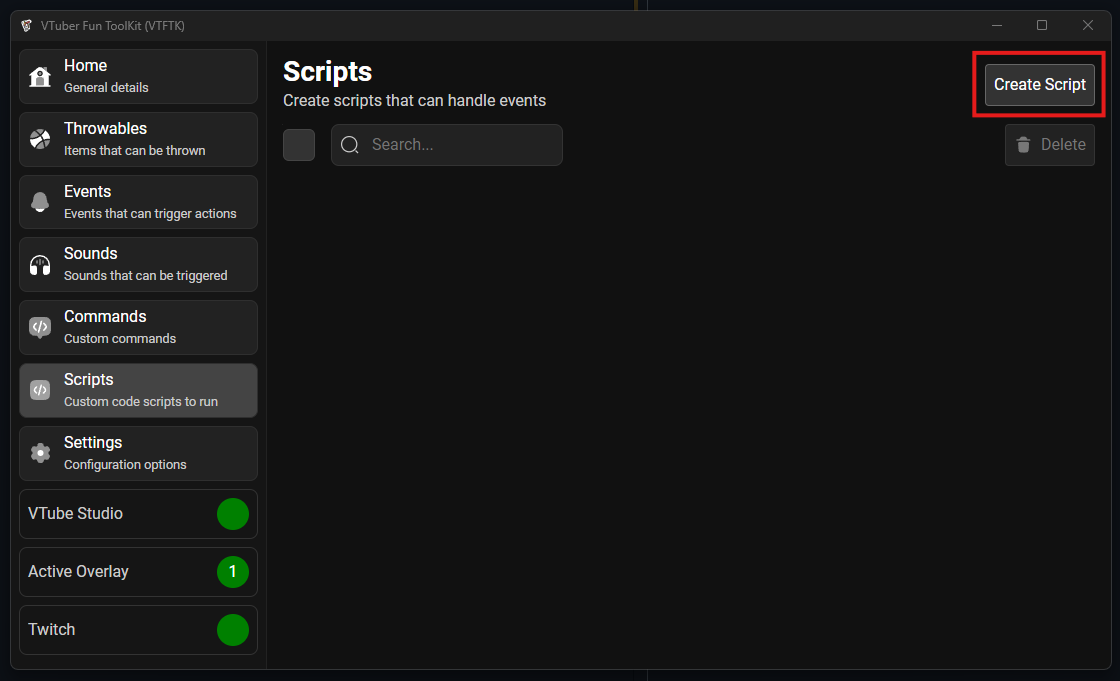 VTuber Fun ToolKit (VTFTK)
Home
General details
Throwables
Items that can be thrown
Events
Events that can trigger actions
Sounds
Sounds that can be triggered
Commands
Custom commands
Scripts
Custom code scripts to run
Settings
Configuration options
VTube Studio
Active Overlay 1
Twitch
Scripts
Create scripts that can handle events
Create Script
Search...
Delete